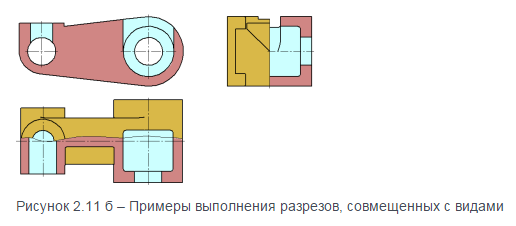 Рисунок 2.11 б – Примеры выполнения разрезов, совмещенных с видами